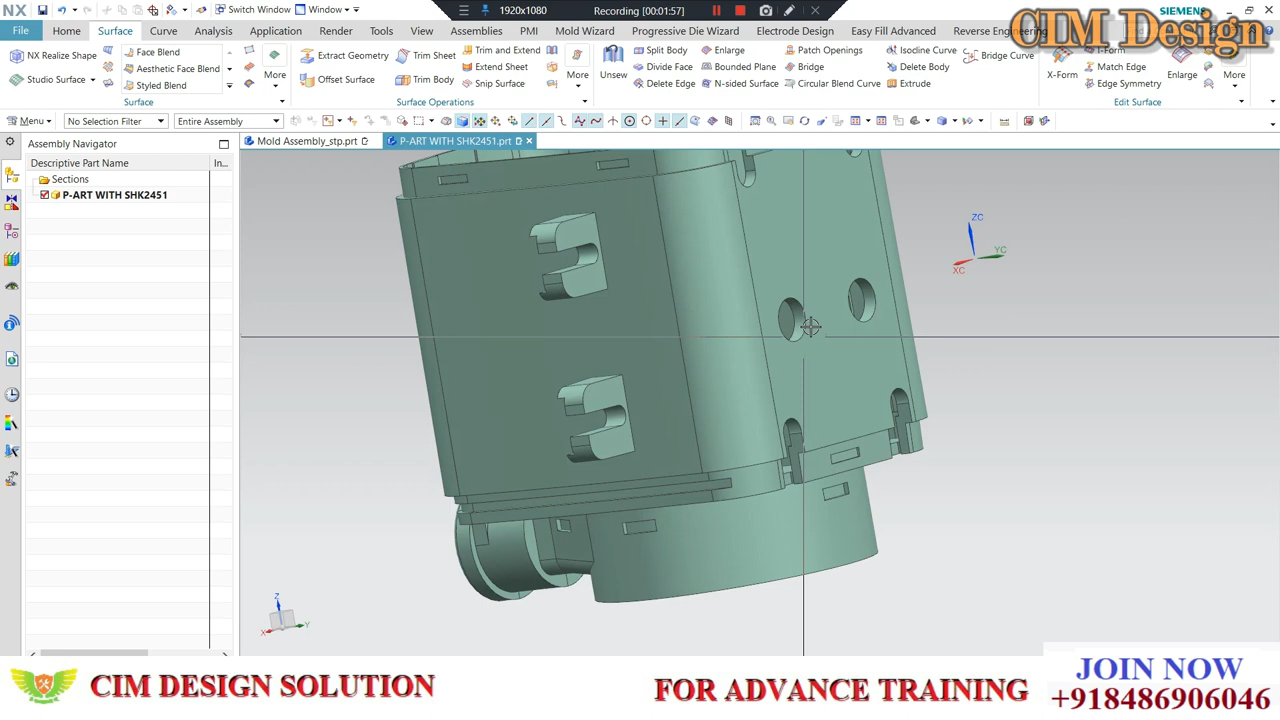 NX Switch Window Window 1920x1080 Recording [00:01:57] SIEMENS
CIM Design
File Home Surface Curve Analysis Application Render Tools View Assemblies PMI Mold Wizard Progressive Die Wizard Electrode Design Easy Fill Advanced Reverse Engineering
NX Realize Shape Face Blend Extract Geometry Trim Sheet Trim and Extend Split Body Enlarge Patch Openings Isocline Curve Bridge Curve I-Form
Aesthetic Face Blend Extend Sheet Divide Face Bounded Plane Bridge Delete Body Match Edge
Studio Surface Styled Blend More Offset Surface Trim Body Snap Surface More Unsew Delete Edge N-sided Surface Circular Blend Curve Extrude X-Form Edge Symmetry Enlarge More
Surface Surface Operations Edit Surface
Menu No Selection Filter Entire Assembly
Assembly Navigator Mold Assembly_stp.prt P-ART WITH SHK2451.prt
Descriptive Part Name In...
Sections
P-ART WITH SHK2451
ZC
YC
XC
Z
X Y
CIM DESIGN SOLUTION
FOR ADVANCE TRAINING
JOIN NOW
+918486906046